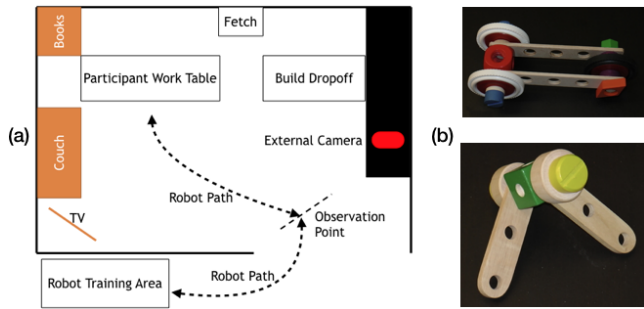 Books
Fetch
Participant Work Table
Build Dropoff
(a)
Couch
External Camera
(b)
Robot Path
TV
Observation
Point
Robot Path
Robot Training Area